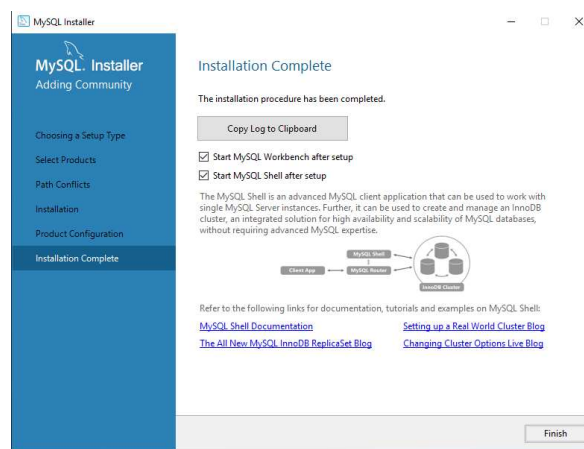 MySQL Installer
MySQL. Installer
Adding Community
Choosing a Setup Type
Select Products
Path Conflicts
Installation
Product Configuration
Installation Complete
Installation Complete
The installation procedure has been completed.
Copy Log to Clipboard
Start MySQL Workbench after setup
Start MySQL Shell after setup
The MySQL Shell is an advanced MySQL client application that can be used to work with
single MySQL Server instances. Further, it can be used to create and manage an InnoDB
cluster, an integrated solution for high availability and scalability of MySQL databases,
without requiring advanced MySQL expertise.
MySQL Shell
Client App
MySQL Router
InnoDB Cluster
Refer to the following links for documentation, tutorials and examples on MySQL Shell:
MySQL Shell Documentation
Setting up a Real World Cluster Blog
The All New MySQL InnoDB ReplicaSet Blog
Changing Cluster Options Live Blog
Finish